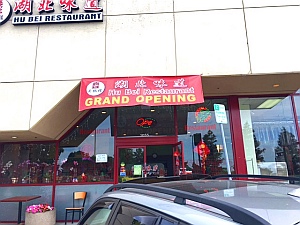 湖北味道
HU BEI RESTAURANT
湖北味道
Hu Bei Restaurant
GRAND OPENING
Open